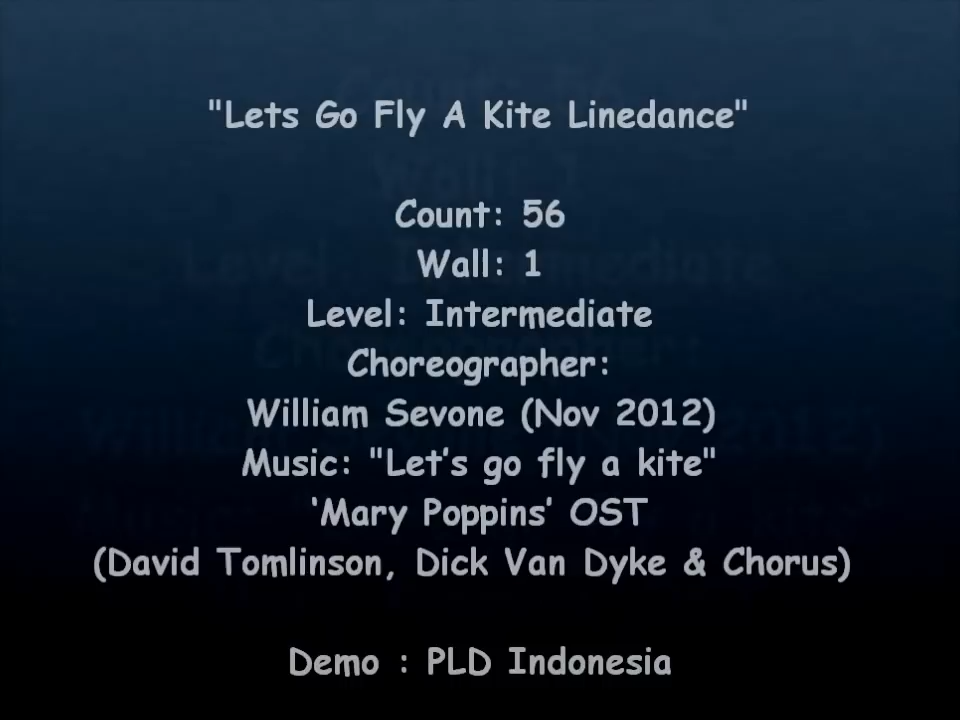 "Lets Go Fly A Kite Linedance"
Count: 56
Wall: 1
Level: Intermediate
Choreographer:
William Sevone (Nov 2012)
Music: "Let’s go fly a kite"
‘Mary Poppins’ OST
(David Tomlinson, Dick Van Dyke & Chorus)
Demo : PLD Indonesia